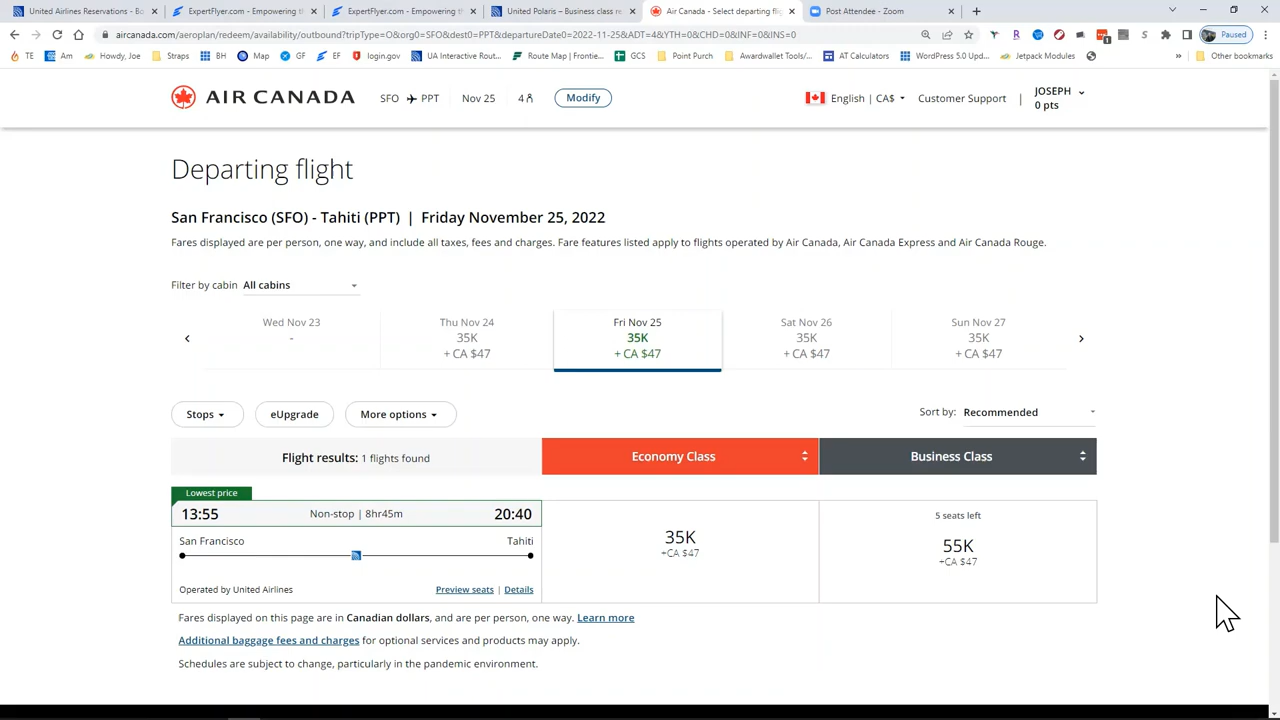 United Airlines Reservations - Bo
ExpertFlyer.com - Empowering th
ExpertFlyer.com - Empowering the
United Polaris – Business class re
Air Canada - Select departing flig
Post Attendee - Zoom
aircanada.com/aeroplan/redeem/availability/outbound?tripType=O&org0=SFO&dest0=PPT&departureDate0=2022-11-25&ADT=4&YTH=0&CHD=0&INF=0&INS=0
Paused
TE
Am
Howdy, Joe
Straps
BH
Map
GF
EF
login.gov
UA Interactive Rout...
Route Map | Frontie...
GCS
Point Purch
Awardwallet Tools/...
AT Calculators
WordPress 5.0 Upd...
Jetpack Modules
»
Other bookmarks
AIR CANADA
SFO PPT Nov 25 4 Modify
English | CA$
Customer Support
JOSEPH
0 pts
Departing flight
San Francisco (SFO) - Tahiti (PPT) | Friday November 25, 2022
Fares displayed are per person, one way, and include all taxes, fees and charges. Fare features listed apply to flights operated by Air Canada, Air Canada Express and Air Canada Rouge.
Filter by cabin All cabins
Wed Nov 23
-
Thu Nov 24
35K
+ CA $47
Fri Nov 25
35K
+ CA $47
Sat Nov 26
35K
+ CA $47
Sun Nov 27
35K
+ CA $47
Stops
eUpgrade
More options
Sort by: Recommended
Flight results: 1 flights found
Economy Class
Business Class
Lowest price
13:55 Non-stop | 8hr45m 20:40
San Francisco Tahiti
Operated by United Airlines Preview seats | Details
35K
+CA $47
5 seats left
55K
+CA $47
Fares displayed on this page are in Canadian dollars, and are per person, one way. Learn more
Additional baggage fees and charges for optional services and products may apply.
Schedules are subject to change, particularly in the pandemic environment.